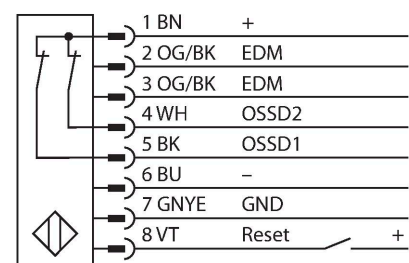 1 BN +
2 OG/BK EDM
3 OG/BK EDM
4 WH OSSD2
5 BK OSSD1
6 BU –
7 GNYE GND
8 VT Reset +